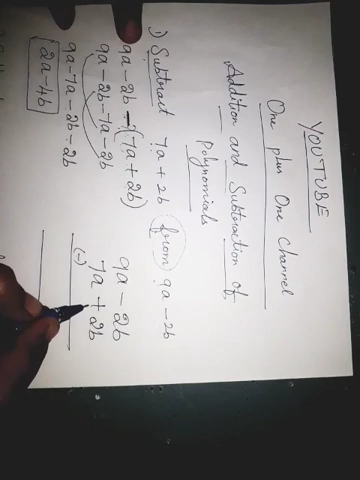 YOUTUBE
One plus One Channel
Addition and Subtraction of
Polynomials
1) Subtract 7a + 2b from 9a - 2b
9a - 2b - (7a + 2b)
9a - 2b - 7a - 2b
9a - 7a - 2b - 2b
2a - 4b
9a - 2b
7a + 2b
(-)